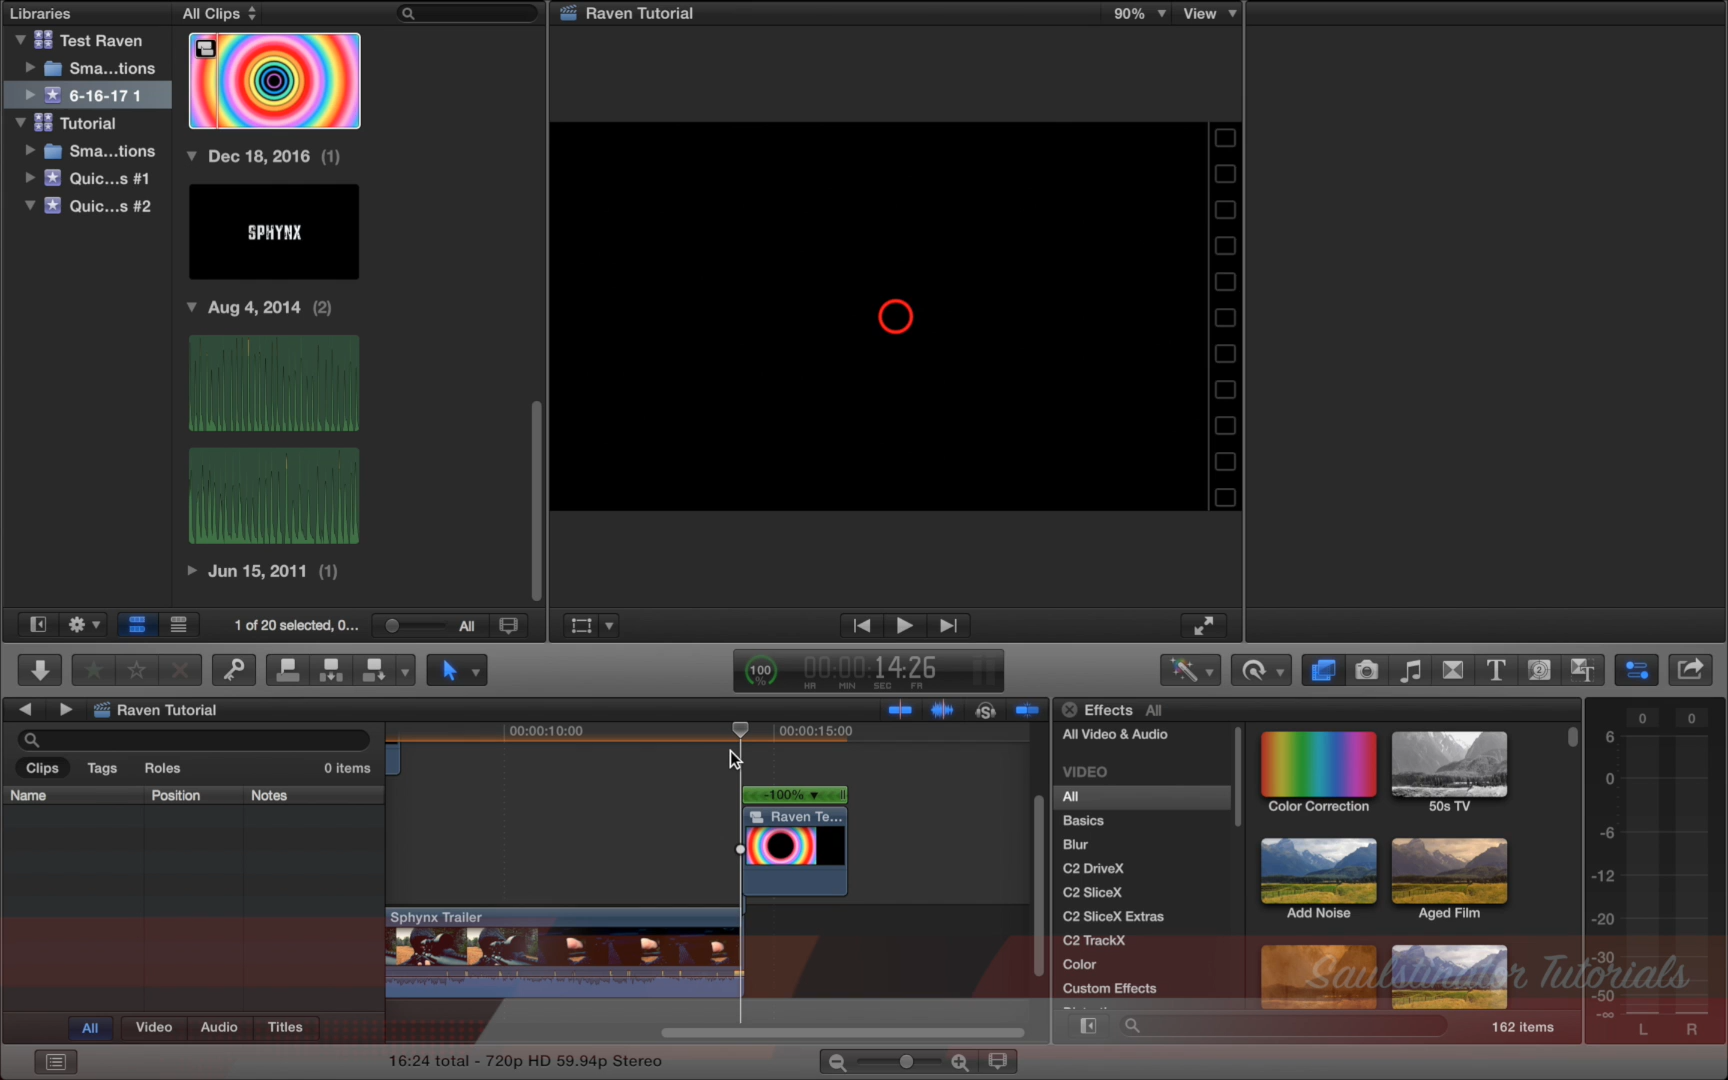 Libraries
All Clips
Raven Tutorial
90%
View
Test Raven
Sma...tions
6-16-17 1
Tutorial
Sma...tions
Quic...s #1
Quic...s #2
Dec 18, 2016 (1)
SPHYNX
Aug 4, 2014 (2)
Jun 15, 2011 (1)
1 of 20 selected, 0...
All
100
%
00:00:14:26
HR MIN SEC FR
Raven Tutorial
Clips
Tags
Roles
0 items
Name
Position
Notes
All
Video
Audio
Titles
00:00:10:00
00:00:15:00
-100%
Raven Te...
Sphynx Trailer
16:24 total - 720p HD 59.94p Stereo
Effects
All
All Video & Audio
VIDEO
All
Basics
Blur
C2 DriveX
C2 SliceX
C2 SliceX Extras
C2 TrackX
Color
Custom Effects
Color Correction
50s TV
Add Noise
Aged Film
162 items
0 0
6
0
-6
-12
-20
-30
-50
-∞
L R
Saulstinator Tutorials